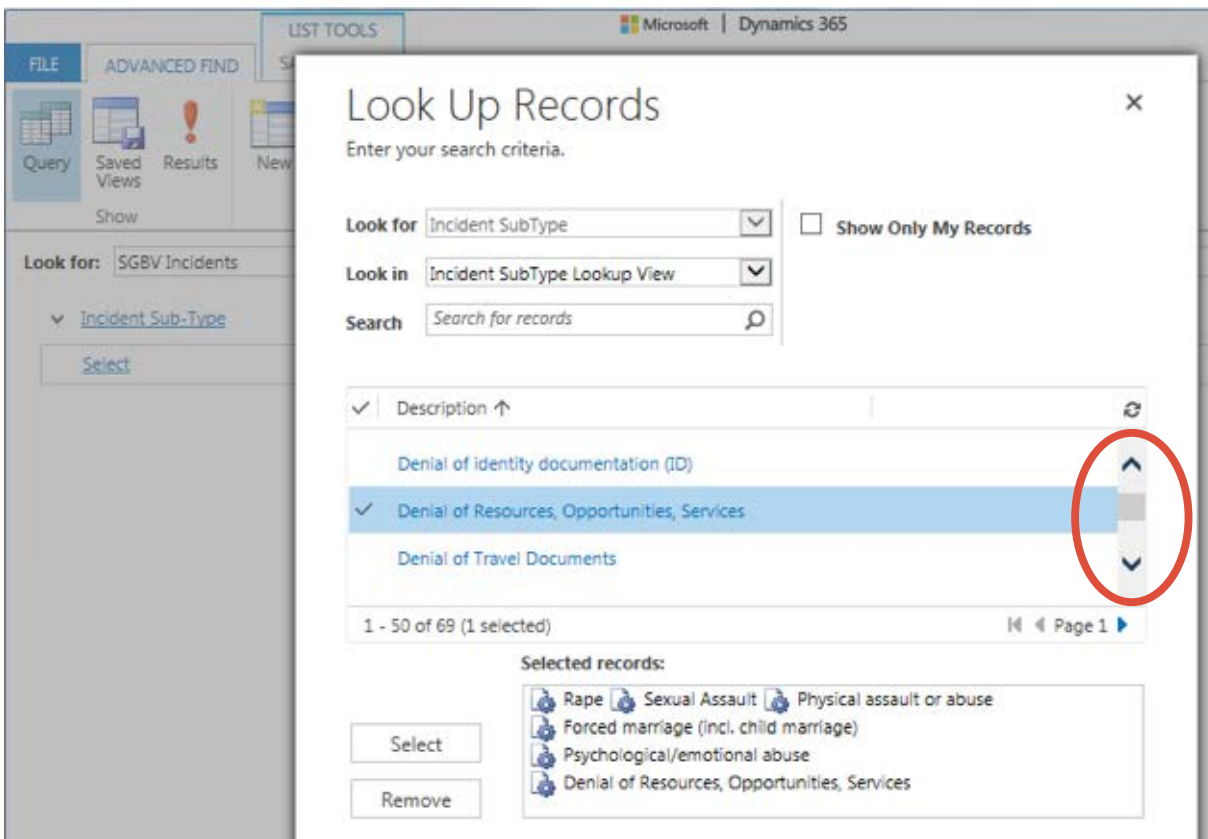 LIST TOOLS
Microsoft | Dynamics 365
FILE
ADVANCED FIND
Query
Saved Views
Results
New
Show
Look for: SGBV Incidents
Incident Sub-Type
Select
Look Up Records
Enter your search criteria.
Look for Incident SubType
Show Only My Records
Look in Incident SubType Lookup View
Search Search for records
Description
Denial of identity documentation (ID)
Denial of Resources, Opportunities, Services
Denial of Travel Documents
1 - 50 of 69 (1 selected)
Page 1
Selected records:
Rape Sexual Assault Physical assault or abuse
Forced marriage (incl. child marriage)
Psychological/emotional abuse
Denial of Resources, Opportunities, Services
Select
Remove